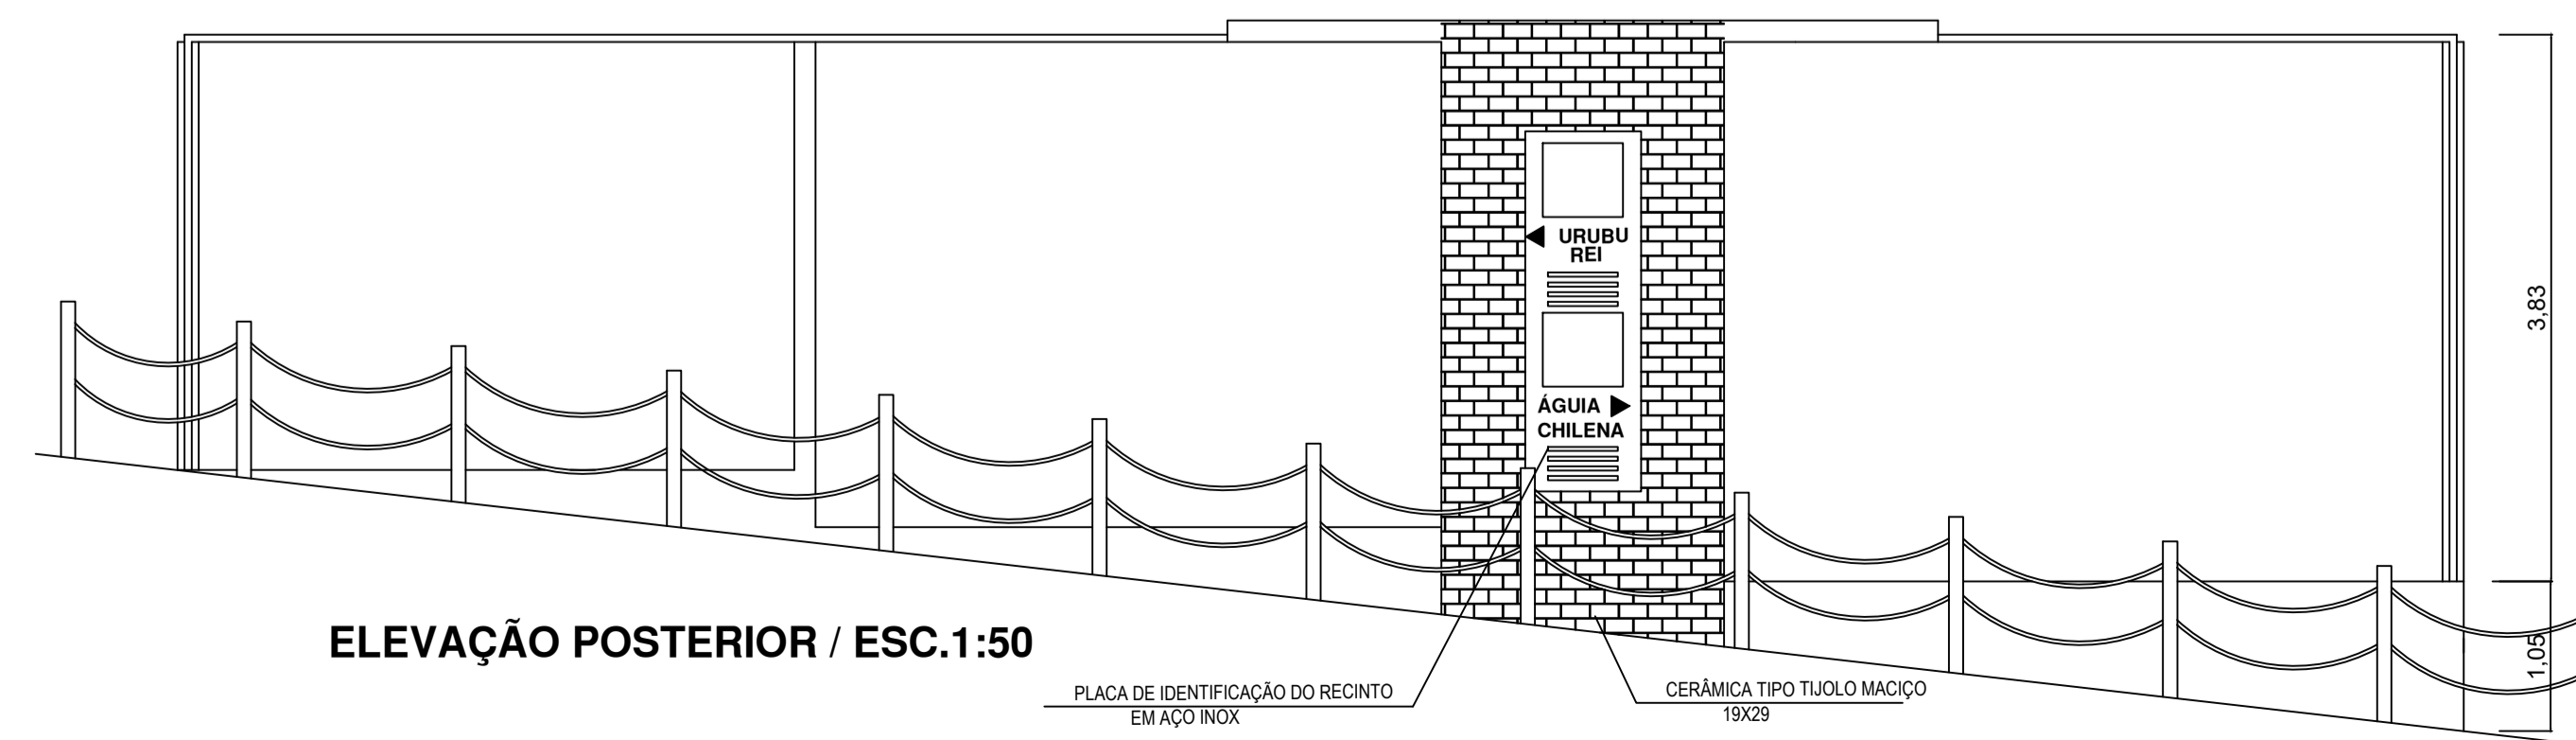 URUBU
REI
3,83
ÁGUIA
CHILENA
ELEVAÇÃO POSTERIOR / ESC.1:50
1,05
PLACA DE IDENTIFICAÇÃO DO RECINTO
EM AÇO INOX
CERÂMICA TIPO TIJOLO MACIÇO
19X29